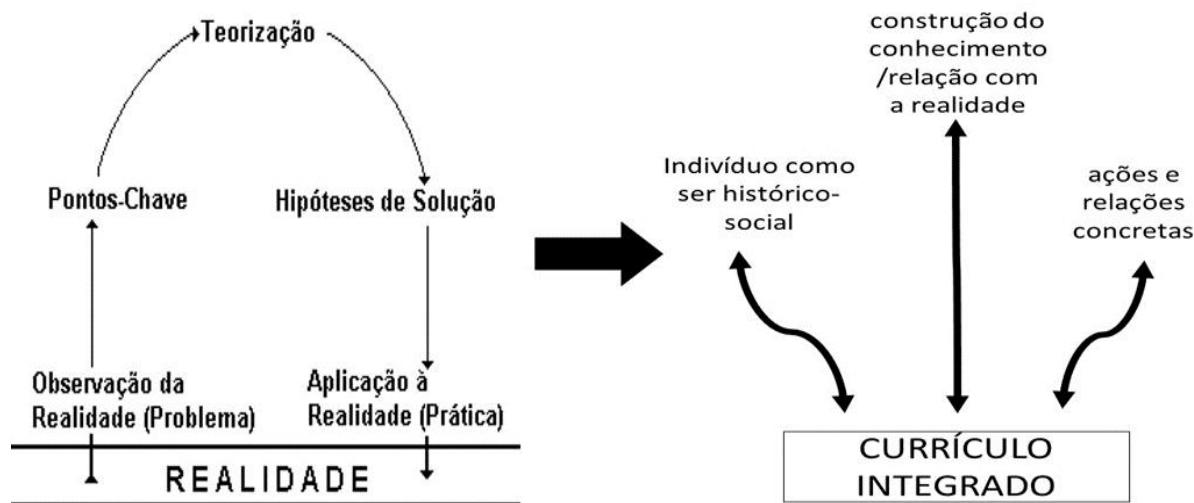 Teorização
Pontos-Chave
Hipóteses de Solução
Observação da
Realidade (Problema)
Aplicação à
Realidade (Prática)
REALIDADE
construção do
conhecimento
/relação com
a realidade
Indivíduo como
ser histórico-
social
ações e
relações
concretas
CURRÍCULO
INTEGRADO